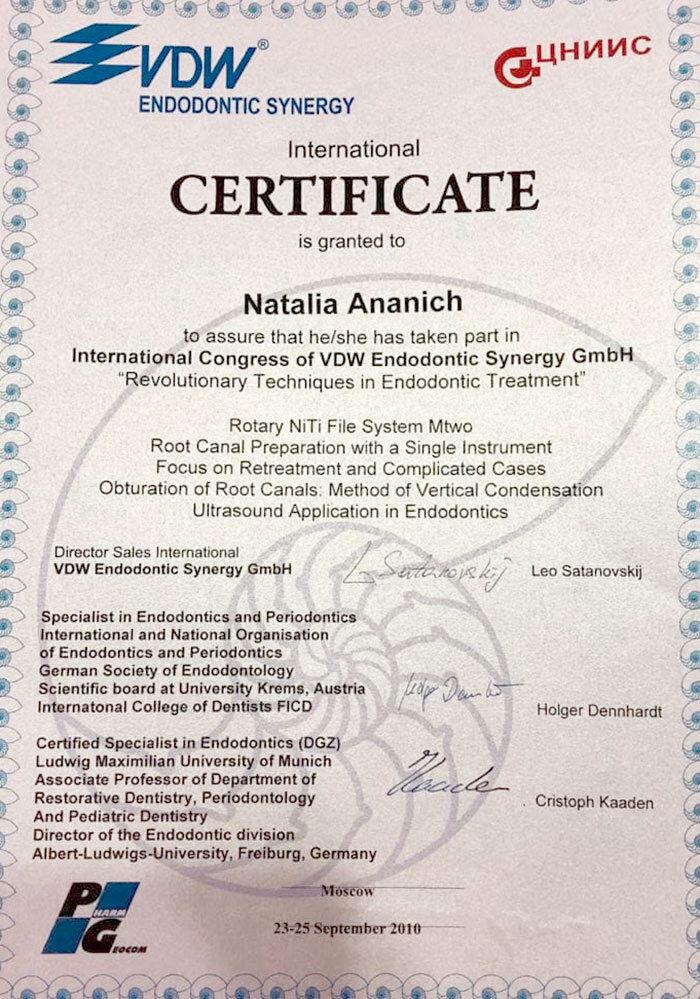 VDW®
ENDODONTIC SYNERGY
ЦНИИС
International
CERTIFICATE
is granted to
Natalia Ananich
to assure that he/she has taken part in
International Congress of VDW Endodontic Synergy GmbH
“Revolutionary Techniques in Endodontic Treatment”
Rotary NiTi File System Mtwo
Root Canal Preparation with a Single Instrument
Focus on Retreatment and Complicated Cases
Obturation of Root Canals: Method of Vertical Condensation
Ultrasound Application in Endodontics
Director Sales International
VDW Endodontic Synergy GmbH
L Satanovskij
Leo Satanovskij
Specialist in Endodontics and Periodontics
International and National Organisation
of Endodontics and Periodontics
German Society of Endodontology
Scientific board at University Krems, Austria
Internatonal College of Dentists FICD
Holger Dennhardt
Certified Specialist in Endodontics (DGZ)
Ludwig Maximilian University of Munich
Associate Professor of Department of
Restorative Dentistry, Periodontology
And Pediatric Dentistry
Director of the Endodontic division
Albert-Ludwigs-University, Freiburg, Germany
Kaaden
Cristoph Kaaden
PHARM
GEOCOM
Moscow
23-25 September 2010